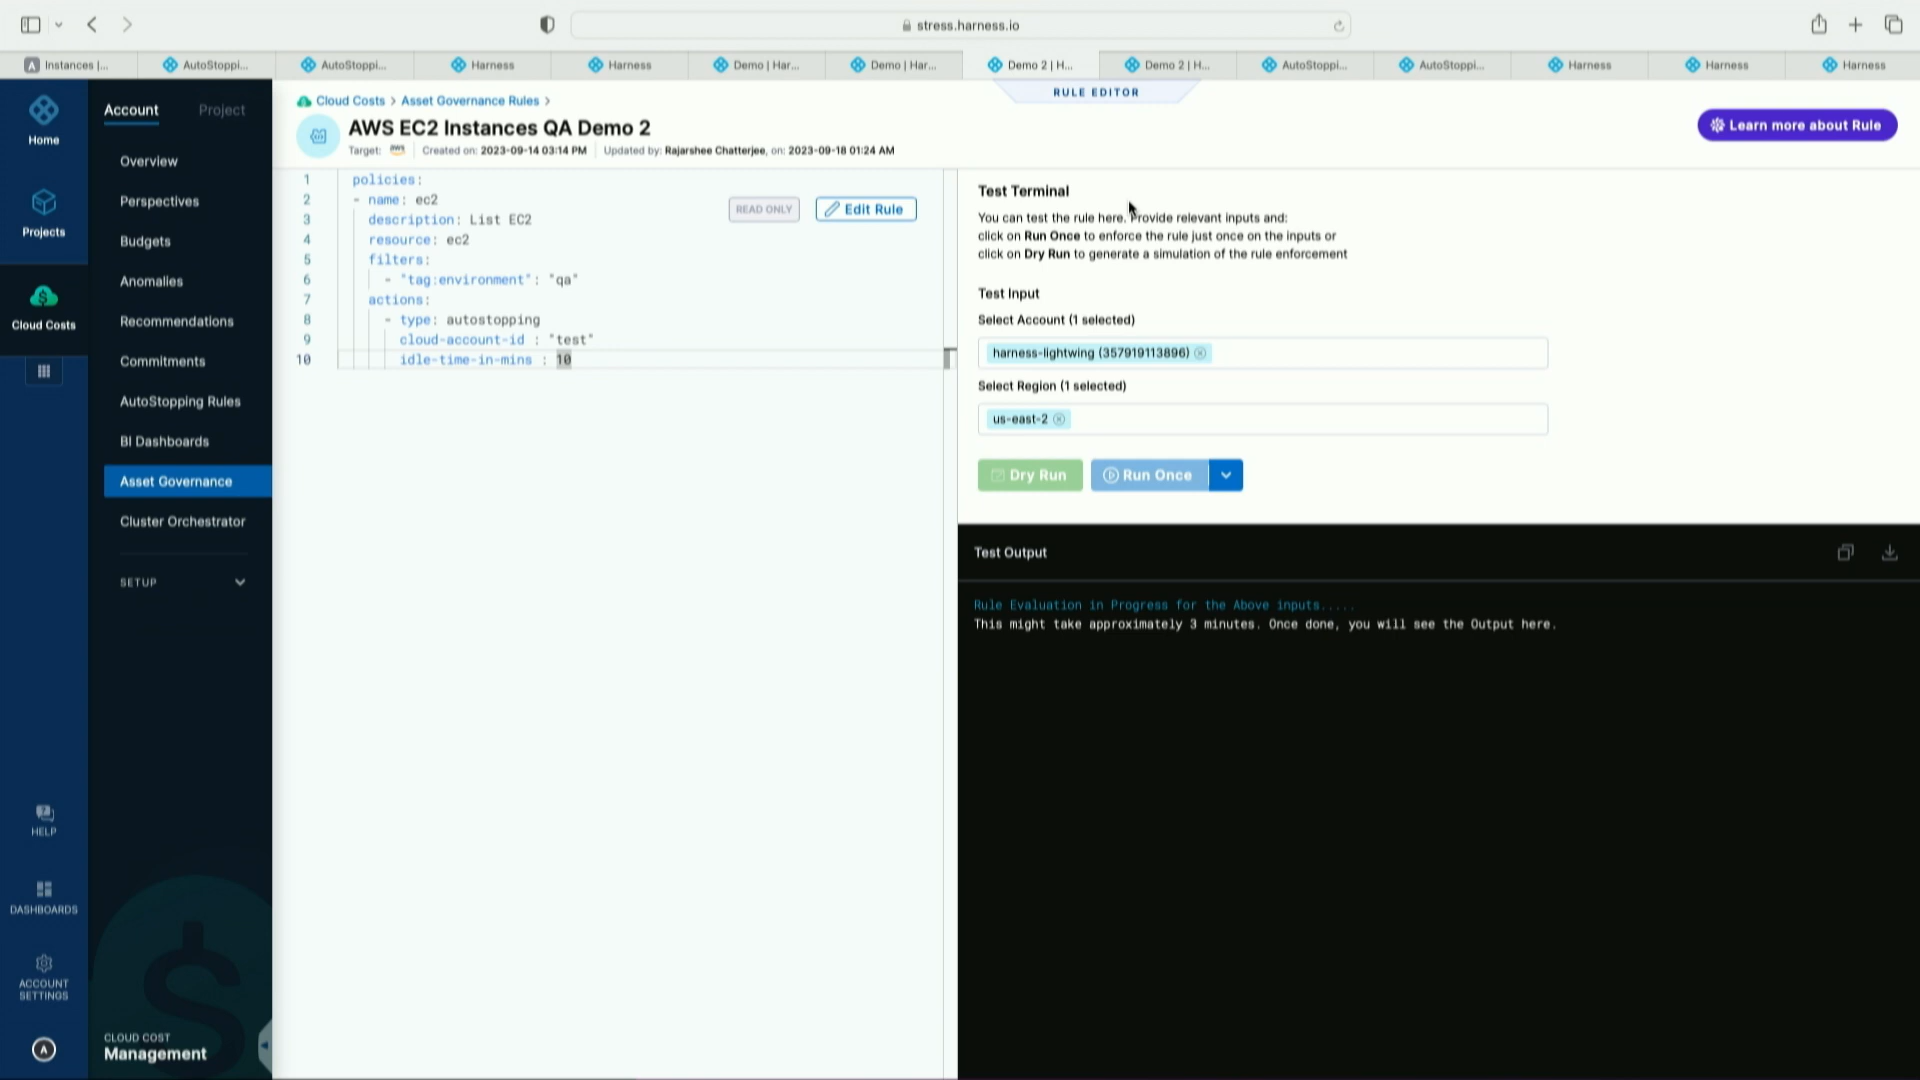 stress.harness.io
Instances |...
AutoStoppi...
AutoStoppi...
Harness
Harness
Demo | Har...
Demo | Har...
Demo 2 | H...
Demo 2 | H...
AutoStoppi...
AutoStoppi...
Harness
Harness
Harness
Home
Projects
Cloud Costs
HELP
DASHBOARDS
ACCOUNT
SETTINGS
A
Account Project
Overview
Perspectives
Budgets
Anomalies
Recommendations
Commitments
AutoStopping Rules
BI Dashboards
Asset Governance
Cluster Orchestrator
SETUP
CLOUD COST
Management
Cloud Costs > Asset Governance Rules >
RULE EDITOR
AWS EC2 Instances QA Demo 2
Target: aws Created on: 2023-09-14 03:14 PM Updated by: Rajarshee Chatterjee, on: 2023-09-18 01:24 AM
Learn more about Rule
1 policies:
2 - name: ec2
3 description: List EC2
4 resource: ec2
5 filters:
6 - "tag:environment": "qa"
7 actions:
8 - type: autostopping
9 cloud-account-id : "test"
10 idle-time-in-mins : 10
READ ONLY
Edit Rule
Test Terminal
You can test the rule here. Provide relevant inputs and:
click on Run Once to enforce the rule just once on the inputs or
click on Dry Run to generate a simulation of the rule enforcement
Test Input
Select Account (1 selected)
harness-lightwing (357919113896)
Select Region (1 selected)
us-east-2
Dry Run
Run Once
Test Output
Rule Evaluation in Progress for the Above inputs.....
This might take approximately 3 minutes. Once done, you will see the Output here.